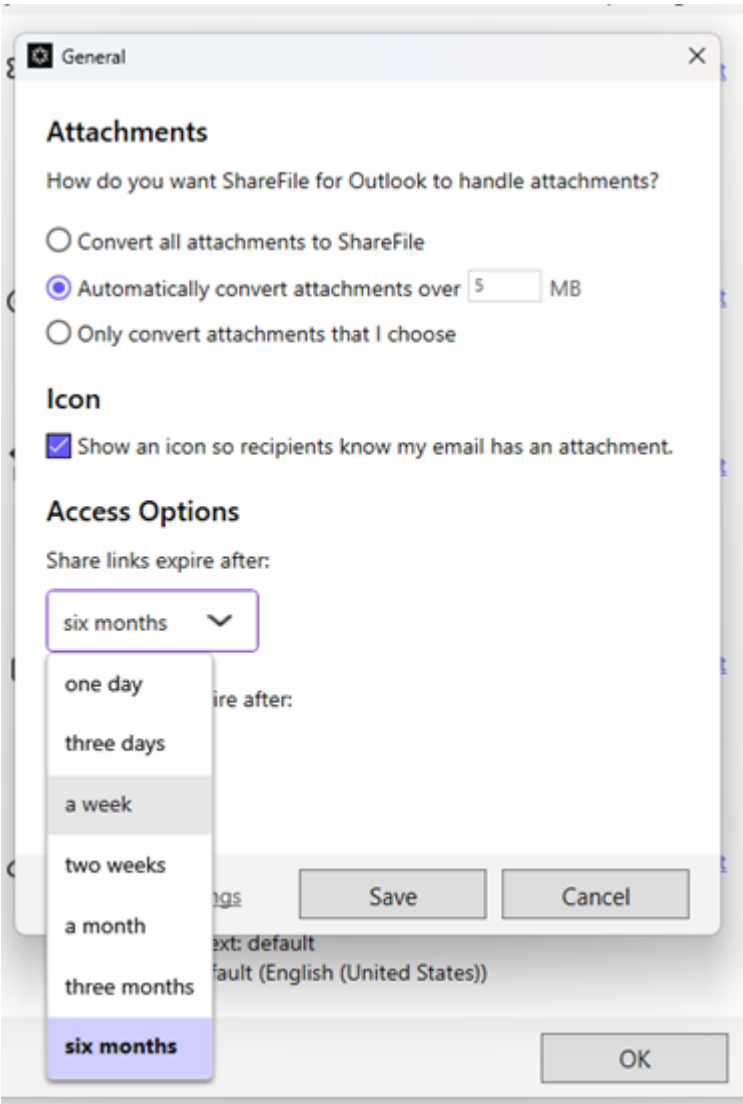 General
Attachments
How do you want ShareFile for Outlook to handle attachments?
Convert all attachments to ShareFile
Automatically convert attachments over 5 MB
Only convert attachments that I choose
Icon
Show an icon so recipients know my email has an attachment.
Access Options
Share links expire after:
six months
one day
ire after:
three days
a week
two weeks
ngs
Save
Cancel
a month
ext: default
fault (English (United States))
three months
six months
OK